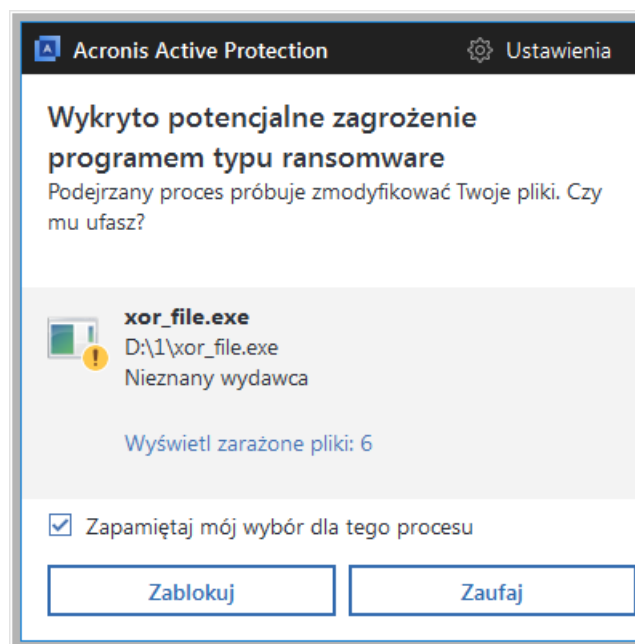 Acronis Active Protection
Ustawienia
Wykryto potencjalne zagrożenie
programem typu ransomware
Podejrzany proces próbuje zmodyfikować Twoje pliki. Czy
mu ufasz?
xor_file.exe
D:\1\xor_file.exe
Nieznany wydawca
Wyświetl zarażone pliki: 6
Zapamiętaj mój wybór dla tego procesu
Zablokuj
Zaufaj